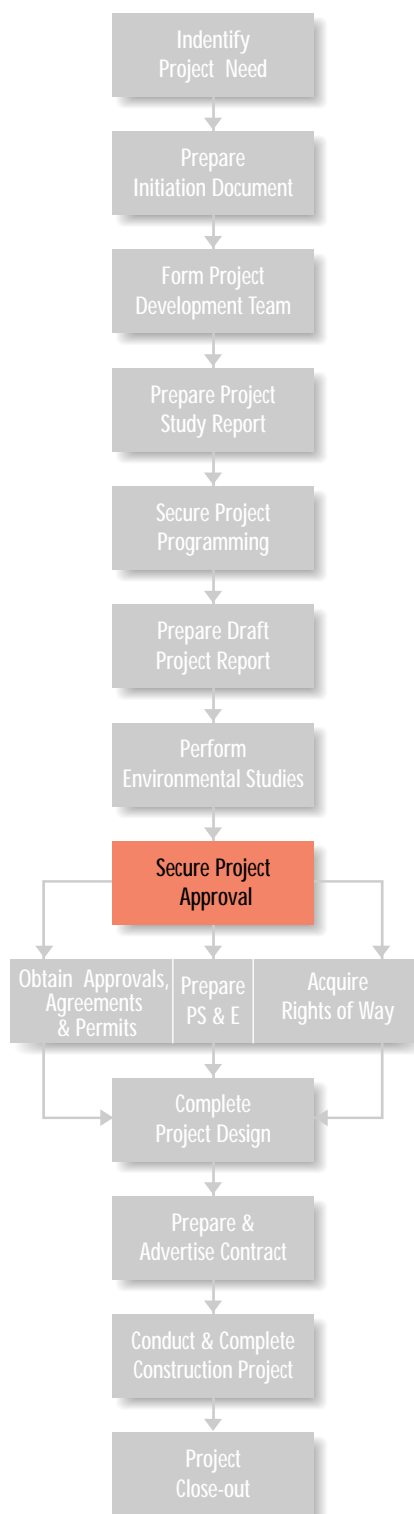 Indentify
Project Need
Prepare
Initiation Document
Form Project
Development Team
Prepare Project
Study Report
Secure Project
Programming
Prepare Draft
Project Report
Perform
Environmental Studies
Secure Project
Approval
Obtain Approvals,
Agreements
& Permits
Prepare
PS & E
Acquire
Rights of Way
Complete
Project Design
Prepare &
Advertise Contract
Conduct & Complete
Construction Project
Project
Close-out